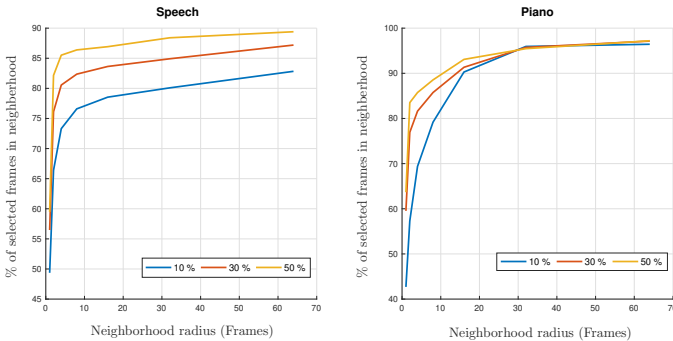 Speech
% of selected frames in neighborhood
90
85
80
75
70
65
60
55
50
45
0 10 20 30 40 50 60 70
10 % 30 % 50 %
Neighborhood radius (Frames)
Piano
% of selected frames in neighborhood
100
90
80
70
60
50
40
0 10 20 30 40 50 60 70
10 % 30 % 50 %
Neighborhood radius (Frames)